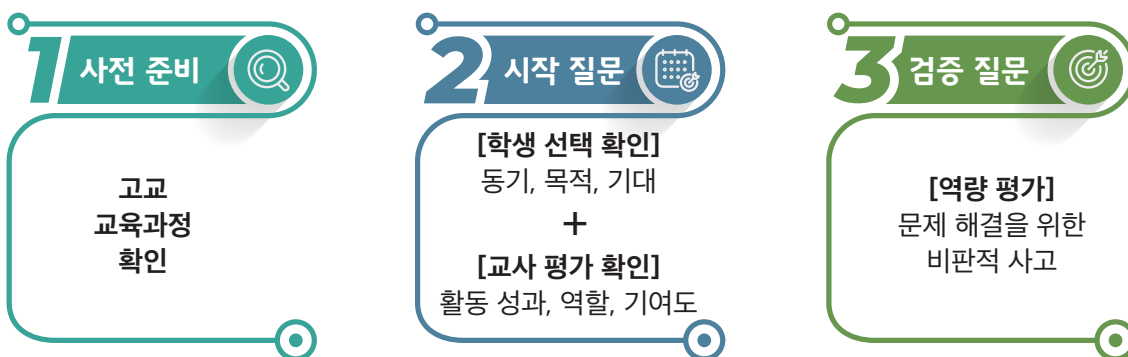 1 사전 준비
고교
교육과정
확인
2 시작 질문
[학생 선택 확인]
동기, 목적, 기대
+
[교사 평가 확인]
활동 성과, 역할, 기여도
3 검증 질문
[역량 평가]
문제 해결을 위한
비판적 사고